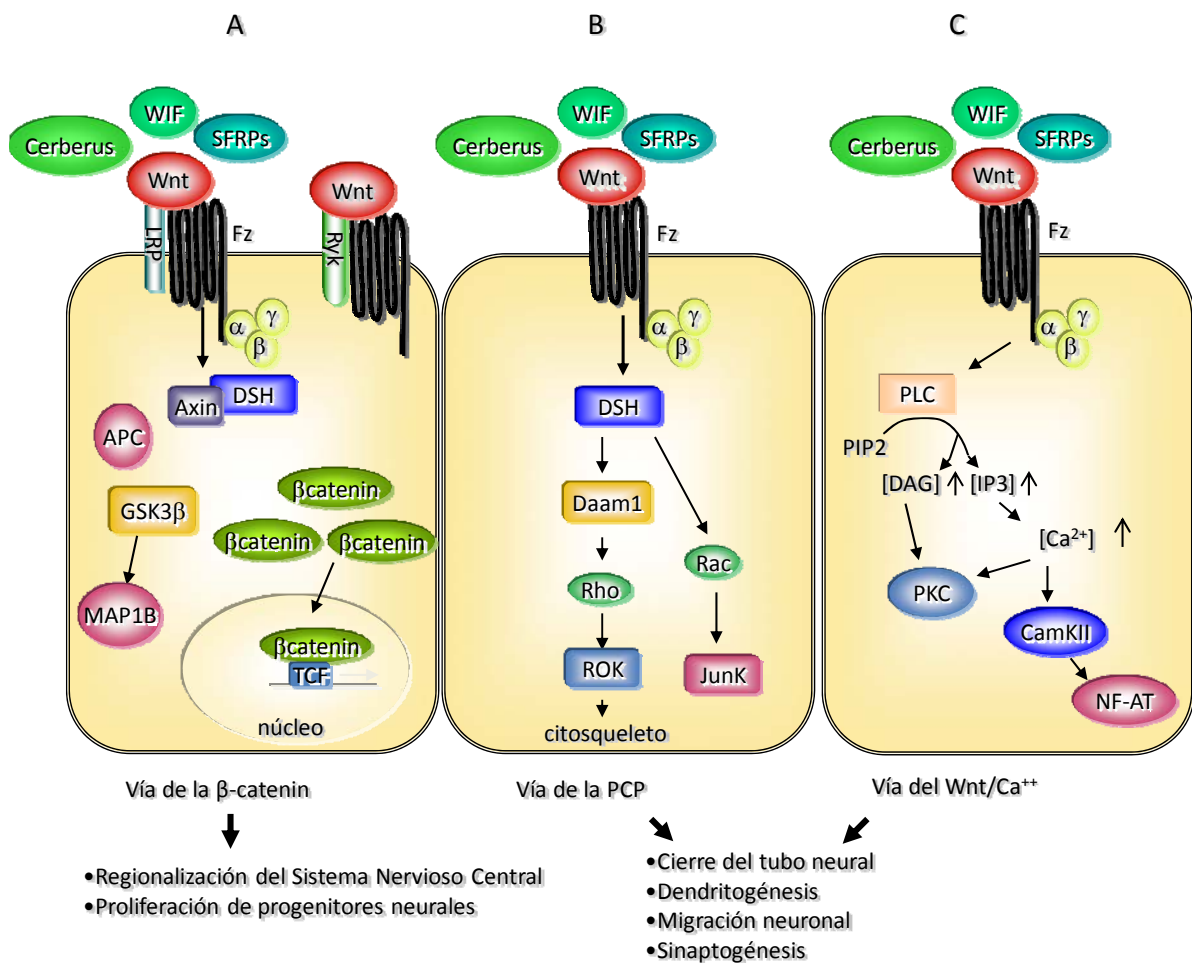 A
B
C
WIF
Cerberus
SFRPs
Wnt
Wnt
LRP
Ryk
Fz
α
γ
β
Axin
DSH
APC
GSK3β
MAP1B
βcatenin
βcatenin
βcatenin
βcatenin
TCF
núcleo
WIF
Cerberus
SFRPs
Wnt
Fz
α
γ
β
DSH
Daam1
Rho
Rac
ROK
JunK
citosqueleto
WIF
Cerberus
SFRPs
Wnt
Fz
α
γ
β
PLC
PIP2
[DAG] ↑ [IP3] ↑
[Ca²⁺] ↑
PKC
CamKII
NF-AT
Vía de la β-catenin
Vía de la PCP
Vía del Wnt/Ca⁺⁺
•Regionalización del Sistema Nervioso Central
•Proliferación de progenitores neurales
•Cierre del tubo neural
•Dendritogénesis
•Migración neuronal
•Sinaptogénesis